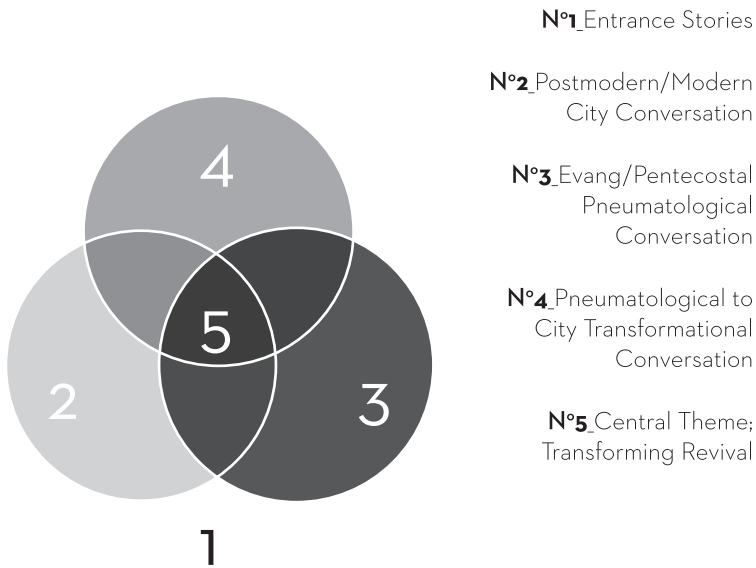 N°1_Entrance Stories
N°2_Postmodern/Modern
City Conversation
N°3_Evang/Pentecostal
Pneumatological
Conversation
N°4_Pneumatological to
City Transformational
Conversation
N°5_Central Theme;
Transforming Revival
4
5
2
3
1